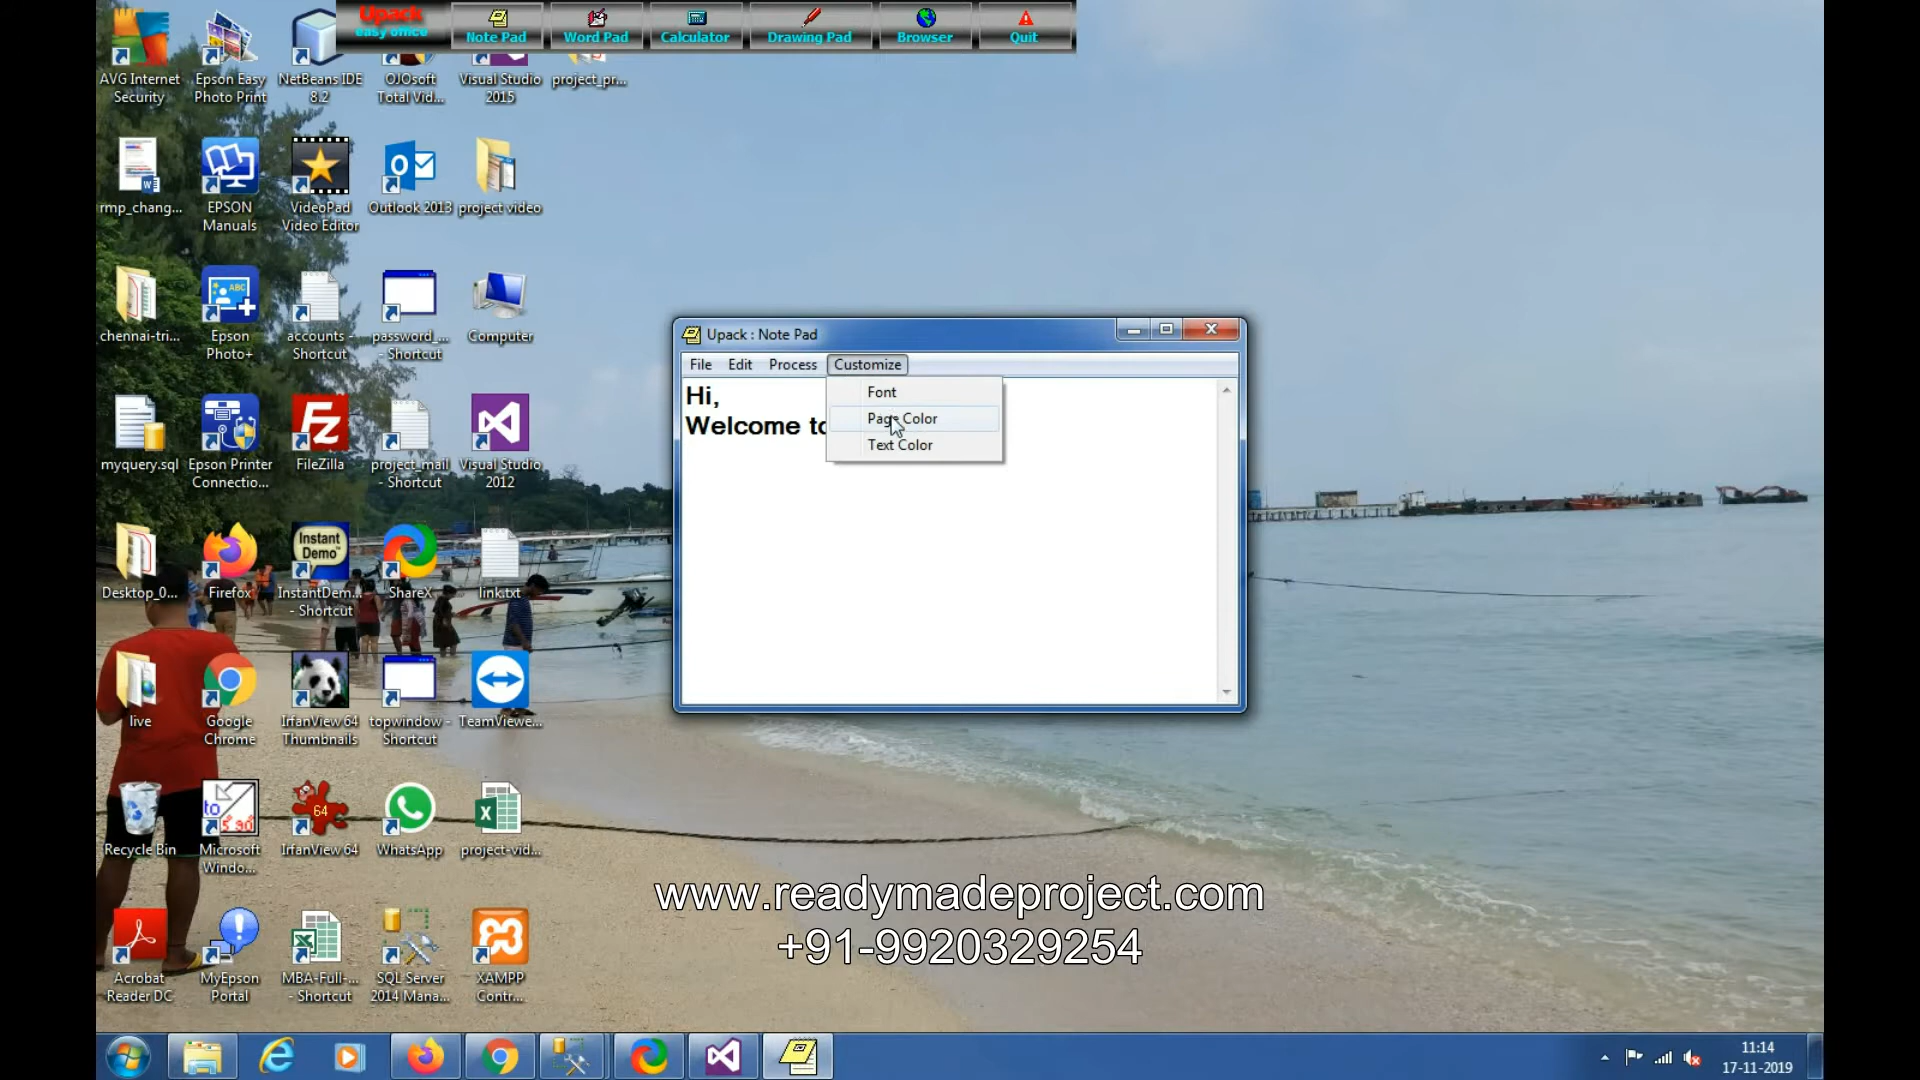 Upack
easy office
Note Pad
Word Pad
Calculator
Drawing Pad
Browser
Quit
AVG Internet
Security
Epson Easy
Photo Print
NetBeans IDE
8.2
OJOsoft
Total Vid...
Visual Studio
2015
project_pr...
rmp_chang...
EPSON
Manuals
VideoPad
Video Editor
Outlook 2013
project video
chennai-tri...
Epson
Photo+
accounts -
Shortcut
password_...
- Shortcut
Computer
myquery.sql
Epson Printer
Connectio...
FileZilla
project_mail
- Shortcut
Visual Studio
2012
Desktop_0...
Firefox
Instant
Demo
InstantDem...
- Shortcut
ShareX
link.txt
live
Google
Chrome
IrfanView 64
Thumbnails
topwindow -
Shortcut
TeamViewe...
Recycle Bin
Microsoft
Windo...
64
IrfanView 64
WhatsApp
project-vid...
Acrobat
Reader DC
MyEpson
Portal
MBA-Full-...
- Shortcut
SQL Server
2014 Mana...
XAMPP
Contr...
Upack : Note Pad
File Edit Process Customize
Font
Page Color
Text Color
Hi,
Welcome to
www.readymadeproject.com
+91-9920329254
11:14
17-11-2019